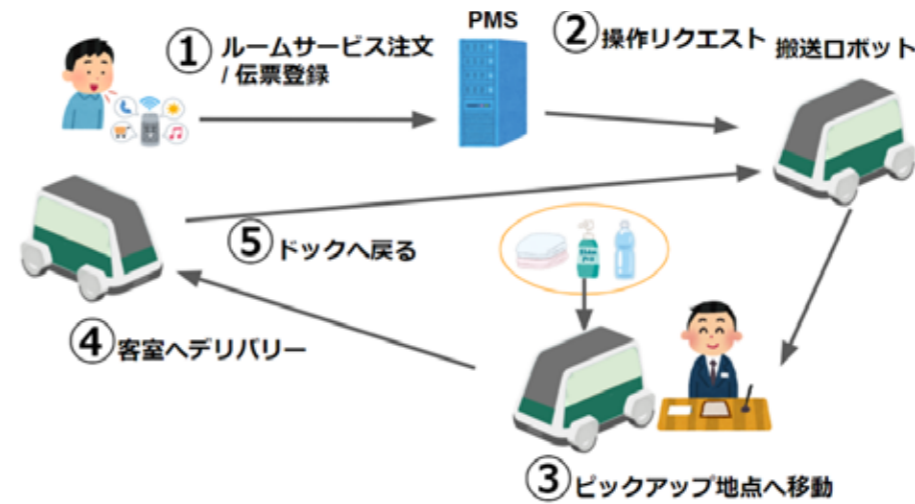 PMS
① ルームサービス注文
/ 伝票登録
② 操作リクエスト
搬送ロボット
⑤ ドックへ戻る
④ 客室へデリバリー
③ ピックアップ地点へ移動